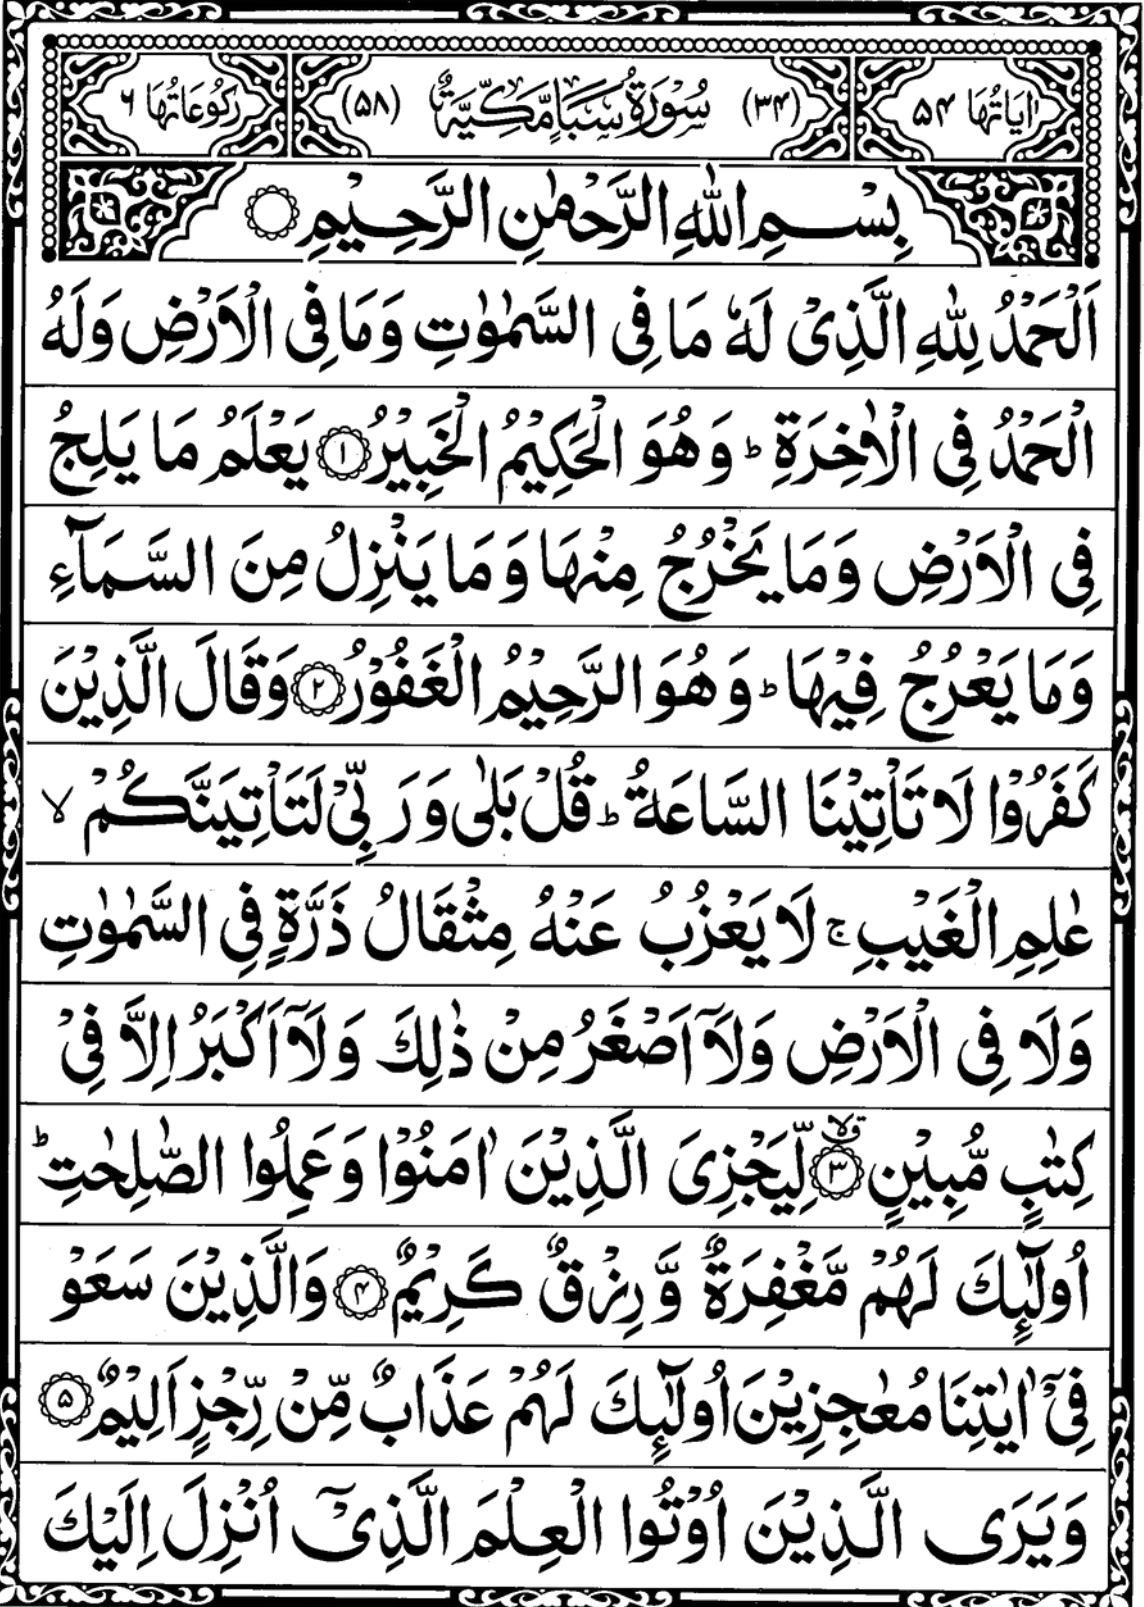 اٰيَاتُهَا ۵۴ (۳۴) سُوْرَةُ سَبَاٍ مَّكِّيَّةٌ (۵۸) رُكُوْعَاتُهَا ۶
بِسْمِ اللّٰهِ الرَّحْمٰنِ الرَّحِيْمِ ۝
اَلْحَمْدُ لِلّٰهِ الَّذِىْ لَهٗ مَا فِى السَّمٰوٰتِ وَمَا فِى الْاَرْضِ وَلَهُ
الْحَمْدُ فِى الْاٰخِرَةِ ؕ وَهُوَ الْحَكِيْمُ الْخَبِيْرُ ۝۱ يَعْلَمُ مَا يَلِجُ
فِى الْاَرْضِ وَمَا يَخْرُجُ مِنْهَا وَمَا يَنْزِلُ مِنَ السَّمَآءِ
وَمَا يَعْرُجُ فِيْهَا ؕ وَهُوَ الرَّحِيْمُ الْغَفُوْرُ ۝۲ وَقَالَ الَّذِيْنَ
كَفَرُوْا لَا تَاْتِيْنَا السَّاعَةُ ؕ قُلْ بَلٰى وَرَبِّىْ لَتَاْتِيَنَّكُمْ ۙ
عٰلِمِ الْغَيْبِ ۚ لَا يَعْزُبُ عَنْهُ مِثْقَالُ ذَرَّةٍ فِى السَّمٰوٰتِ
وَلَا فِى الْاَرْضِ وَلَآ اَصْغَرُ مِنْ ذٰلِكَ وَلَآ اَكْبَرُ اِلَّا فِىْ
كِتٰبٍ مُّبِيْنٍ ۝۳ ۙق لِّيَجْزِىَ الَّذِيْنَ اٰمَنُوْا وَعَمِلُوا الصّٰلِحٰتِ ؕ
اُولٰٓئِكَ لَهُمْ مَّغْفِرَةٌ وَّرِزْقٌ كَرِيْمٌ ۝۴ وَالَّذِيْنَ سَعَوْ
فِىْٓ اٰيٰتِنَا مُعٰجِزِيْنَ اُولٰٓئِكَ لَهُمْ عَذَابٌ مِّنْ رِّجْزٍ اَلِيْمٌ ۝۵
وَيَرَى الَّذِيْنَ اُوْتُوا الْعِلْمَ الَّذِىْٓ اُنْزِلَ اِلَيْكَ